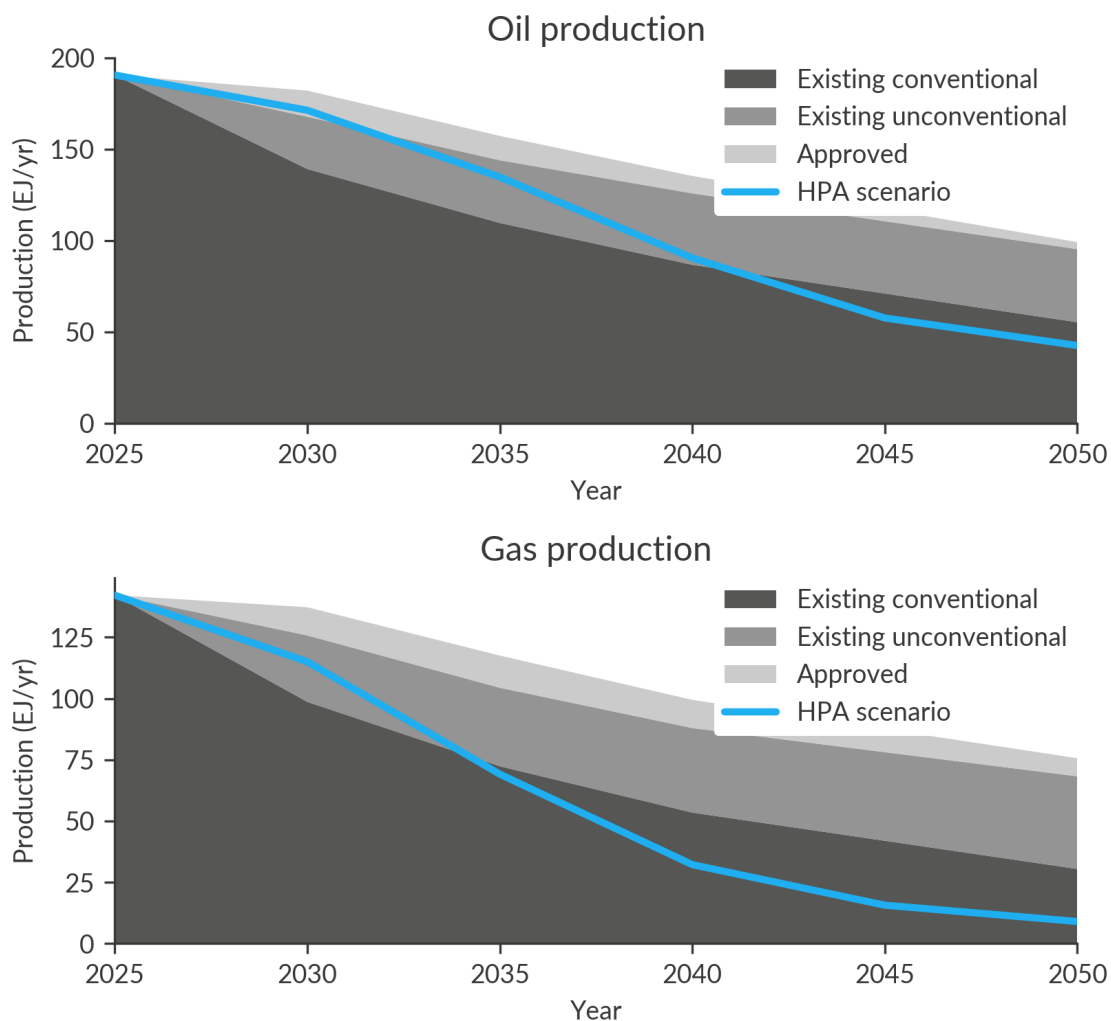 Oil production
200
150
100
50
0
Production (EJ/yr)
Existing conventional
Existing unconventional
Approved
HPA scenario
2025 2030 2035 2040 2045 2050
Year
Gas production
125
100
75
50
25
0
Production (EJ/yr)
Existing conventional
Existing unconventional
Approved
HPA scenario
2025 2030 2035 2040 2045 2050
Year